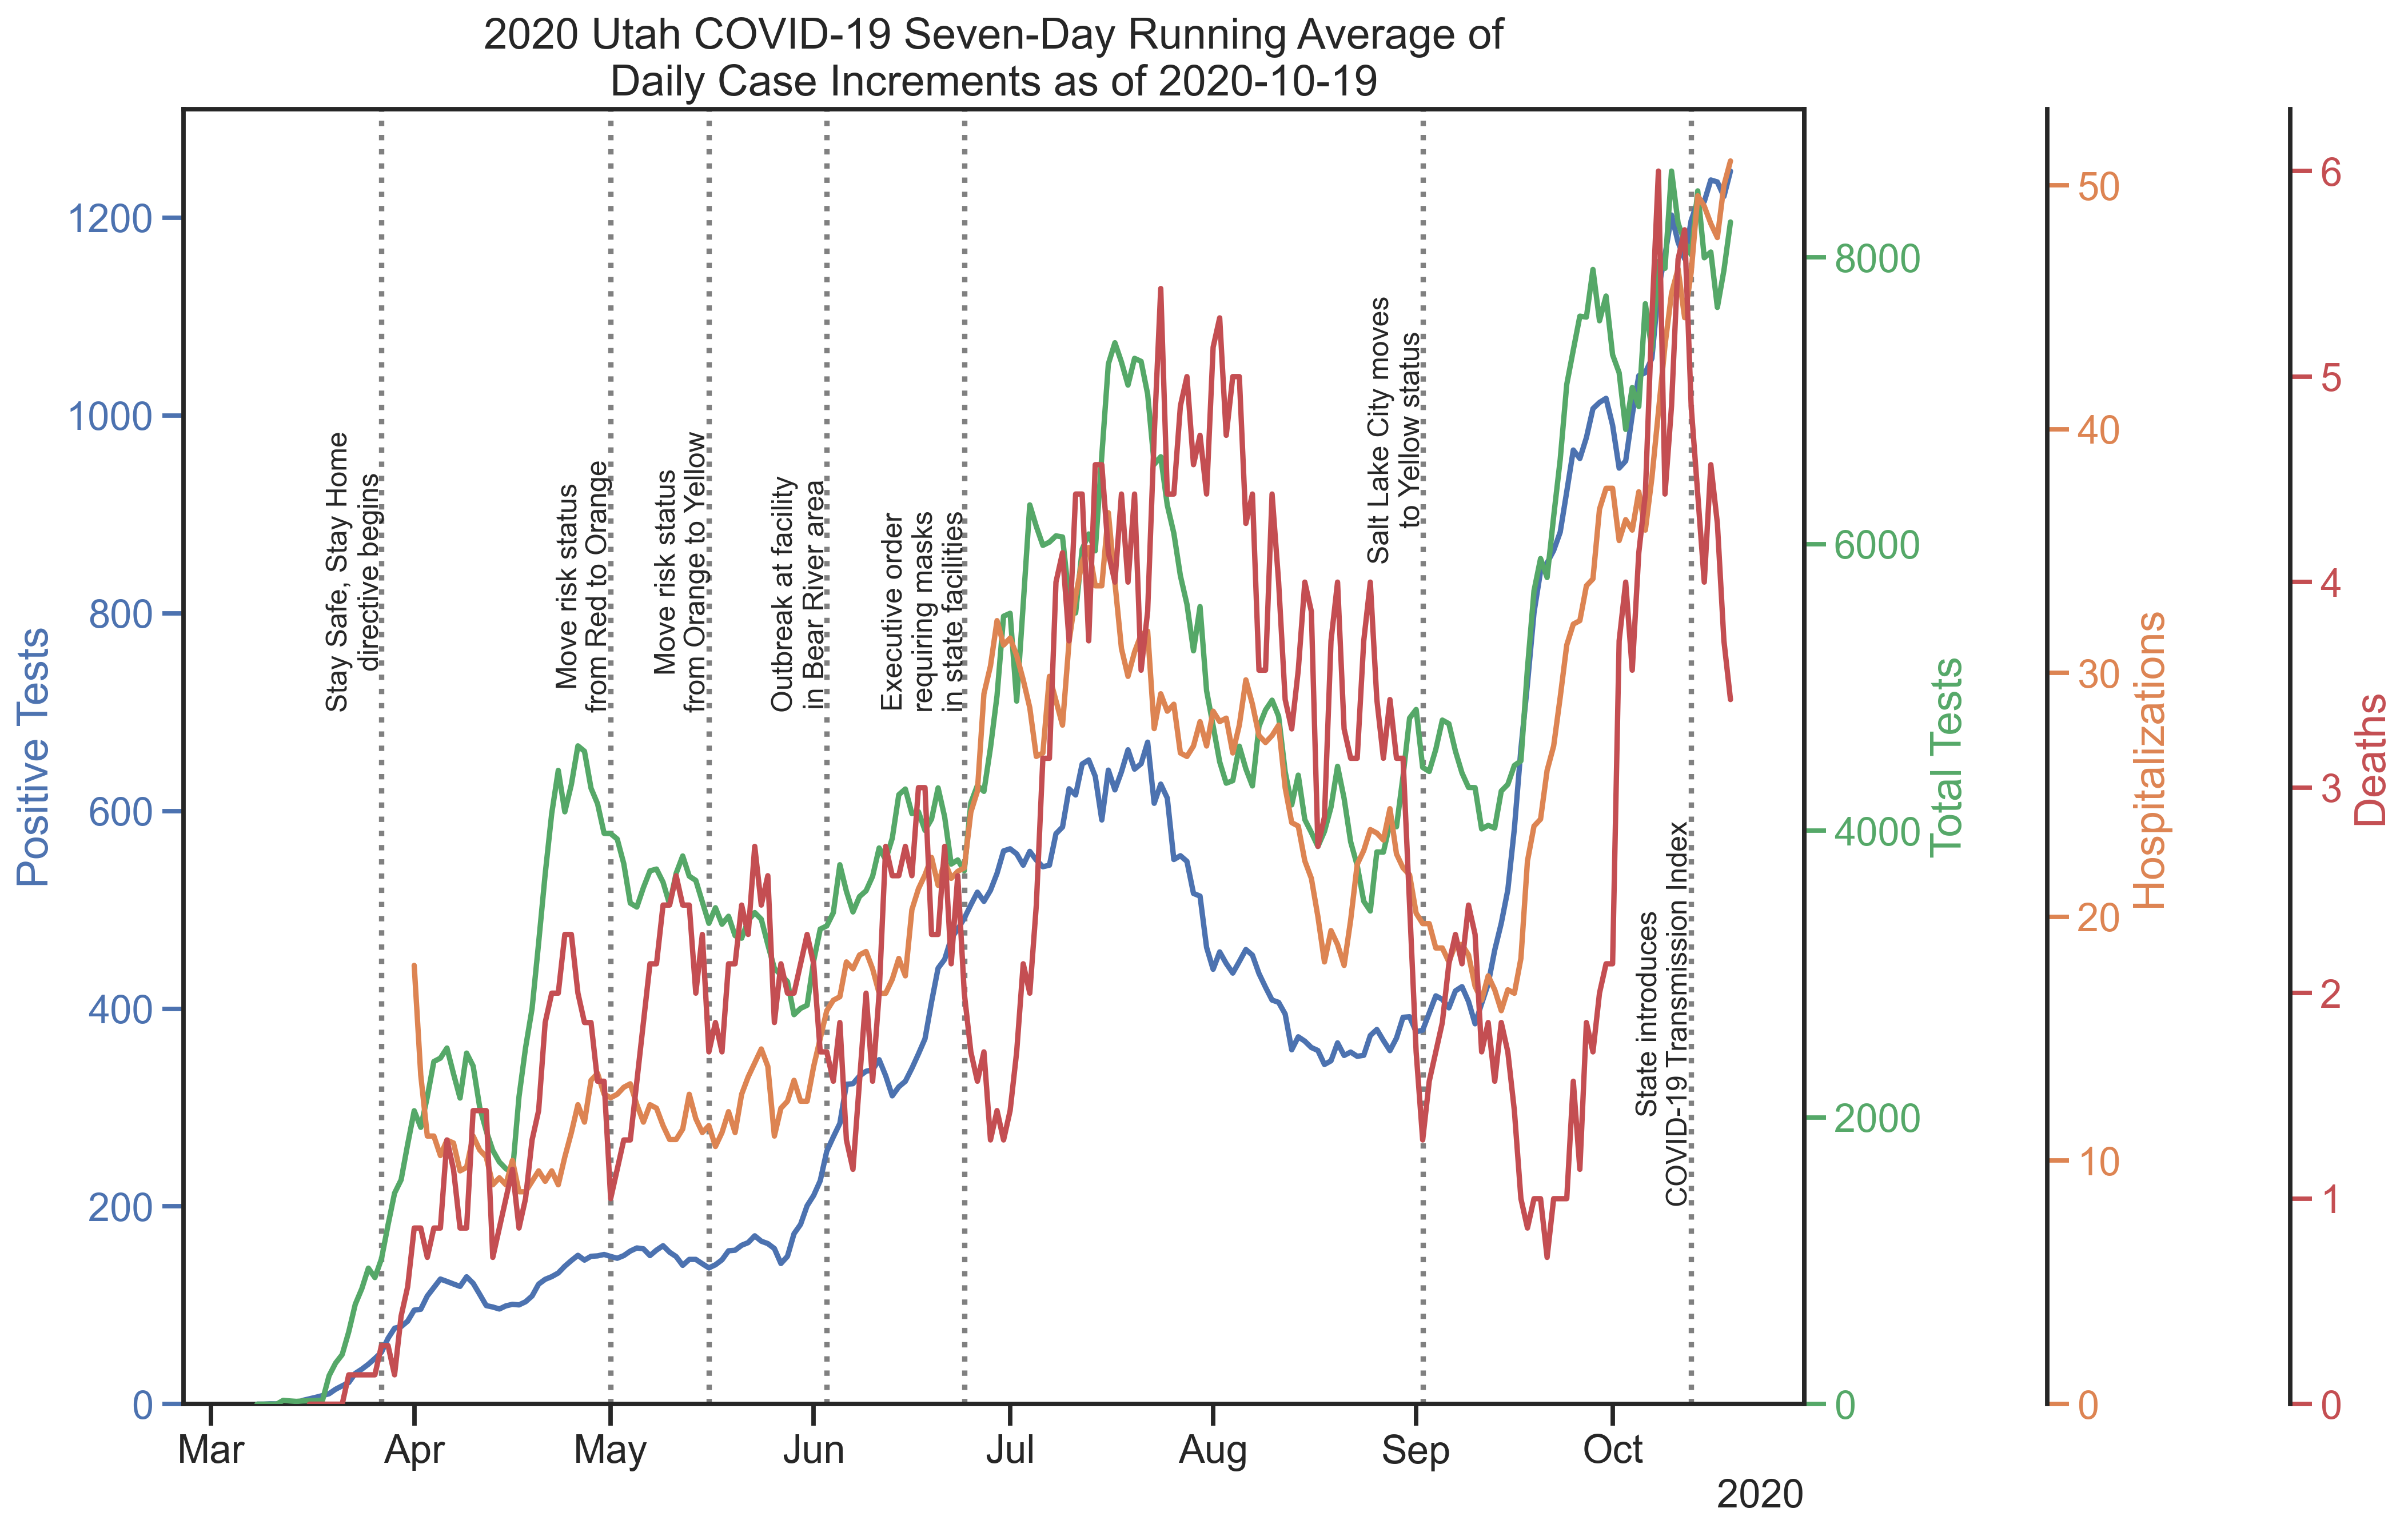 2020 Utah COVID-19 Seven-Day Running Average of
Daily Case Increments as of 2020-10-19
Positive Tests
1200
1000
800
600
400
200
0
Stay Safe, Stay Home
directive begins
Move risk status
from Red to Orange
Move risk status
from Orange to Yellow
Outbreak at facility
in Bear River area
Executive order
requiring masks
in state facilities
Salt Lake City moves
to Yellow status
State introduces
COVID-19 Transmission Index
Mar
Apr
May
Jun
Jul
Aug
Sep
Oct
2020
8000
6000
4000
2000
0
Total Tests
50
40
30
20
10
0
Hospitalizations
6
5
4
3
2
1
0
Deaths